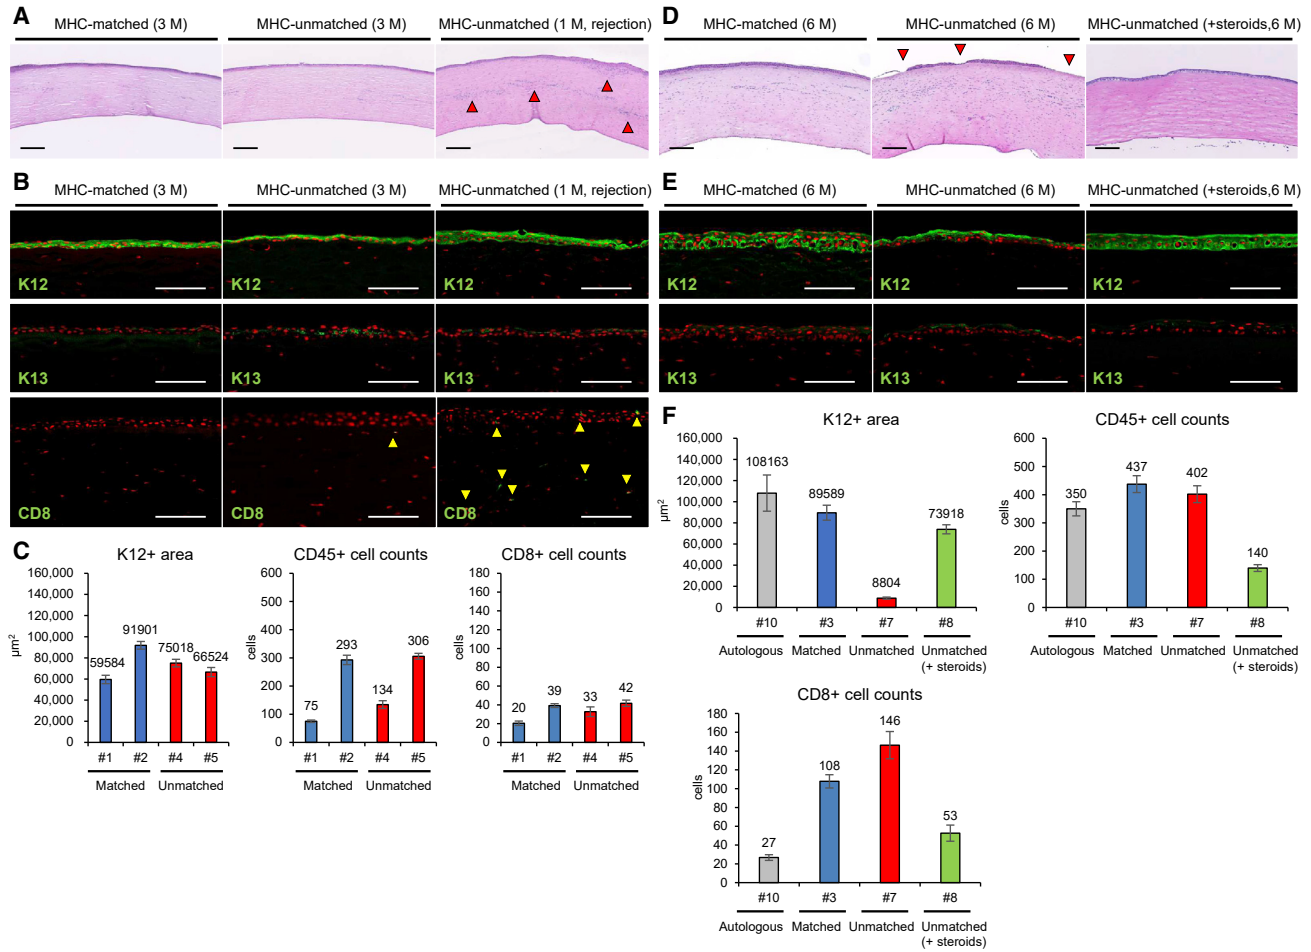 A
MHC-matched (3 M)
MHC-unmatched (3 M)
MHC-unmatched (1 M, rejection)
B
MHC-matched (3 M)
MHC-unmatched (3 M)
MHC-unmatched (1 M, rejection)
K12
K12
K12
K13
K13
K13
CD8
CD8
CD8
C
K12+ area
160,000
140,000
120,000
100,000
80,000
60,000
40,000
20,000
0
µm²
59584
91901
75018
66524
#1
#2
#4
#5
Matched
Unmatched
CD45+ cell counts
600
500
400
300
200
100
0
cells
75
293
134
306
#1
#2
#4
#5
Matched
Unmatched
CD8+ cell counts
180
160
140
120
100
80
60
40
20
0
cells
20
39
33
42
#1
#2
#4
#5
Matched
Unmatched
D
MHC-matched (6 M)
MHC-unmatched (6 M)
MHC-unmatched (+steroids,6 M)
E
MHC-matched (6 M)
MHC-unmatched (6 M)
MHC-unmatched (+steroids,6 M)
K12
K12
K12
K13
K13
K13
F
K12+ area
160,000
140,000
120,000
100,000
80,000
60,000
40,000
20,000
0
µm²
108163
89589
8804
73918
#10
#3
#7
#8
Autologous
Matched
Unmatched
Unmatched
(+ steroids)
CD45+ cell counts
600
500
400
300
200
100
0
cells
350
437
402
140
#10
#3
#7
#8
Autologous
Matched
Unmatched
Unmatched
(+ steroids)
CD8+ cell counts
180
160
140
120
100
80
60
40
20
0
cells
27
108
146
53
#10
#3
#7
#8
Autologous
Matched
Unmatched
Unmatched
(+ steroids)